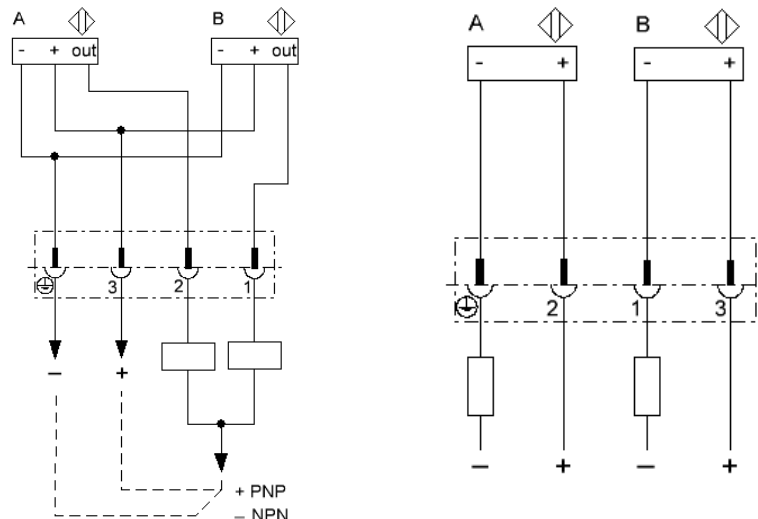 A B
- + out - + out
3 2 1
– +
+ PNP
– NPN
A B
- + - +
2 1 3
– + – +